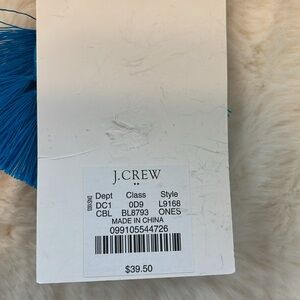 J.CREW
Dept Class Style
DC1 0D9 L9168
CBL BL8793 ONES
MADE IN CHINA
099105544726
$39.50